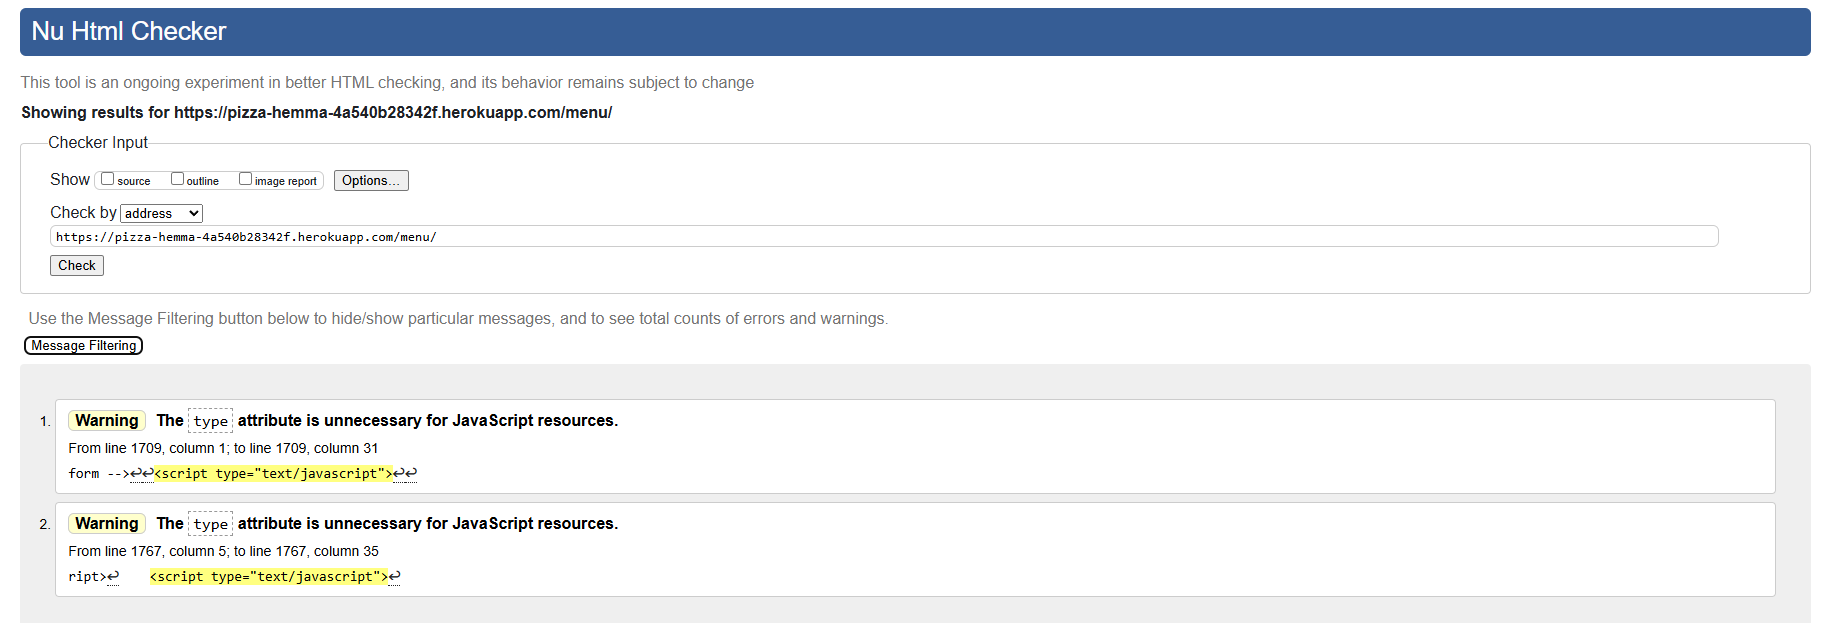 Nu Html Checker
This tool is an ongoing experiment in better HTML checking, and its behavior remains subject to change
Showing results for https://pizza-hemma-4a540b28342f.herokuapp.com/menu/
Checker Input
Show source outline image report Options...
Check by address
https://pizza-hemma-4a540b28342f.herokuapp.com/menu/
Check
Use the Message Filtering button below to hide/show particular messages, and to see total counts of errors and warnings.
Message Filtering
1. Warning The type attribute is unnecessary for JavaScript resources.
From line 1709, column 1; to line 1709, column 31
form -->↩↩<script type="text/javascript">↩↩
2. Warning The type attribute is unnecessary for JavaScript resources.
From line 1767, column 5; to line 1767, column 35
ript>↩    <script type="text/javascript">↩